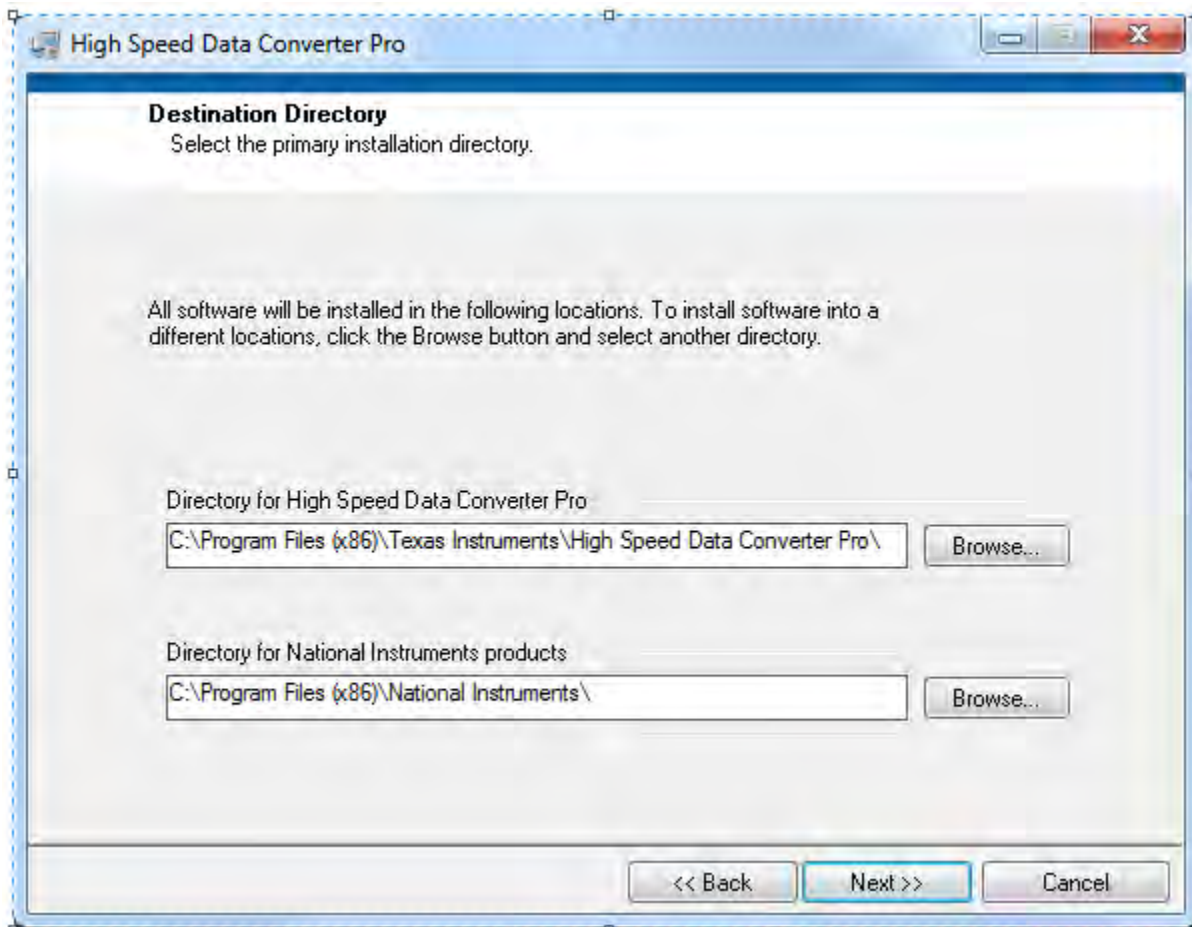 High Speed Data Converter Pro
Destination Directory
Select the primary installation directory.
All software will be installed in the following locations. To install software into a
different locations, click the Browse button and select another directory.
Directory for High Speed Data Converter Pro
C:\Program Files (x86)\Texas Instruments\High Speed Data Converter Pro\
Browse...
Directory for National Instruments products
C:\Program Files (x86)\National Instruments\
Browse...
<< Back
Next >>
Cancel